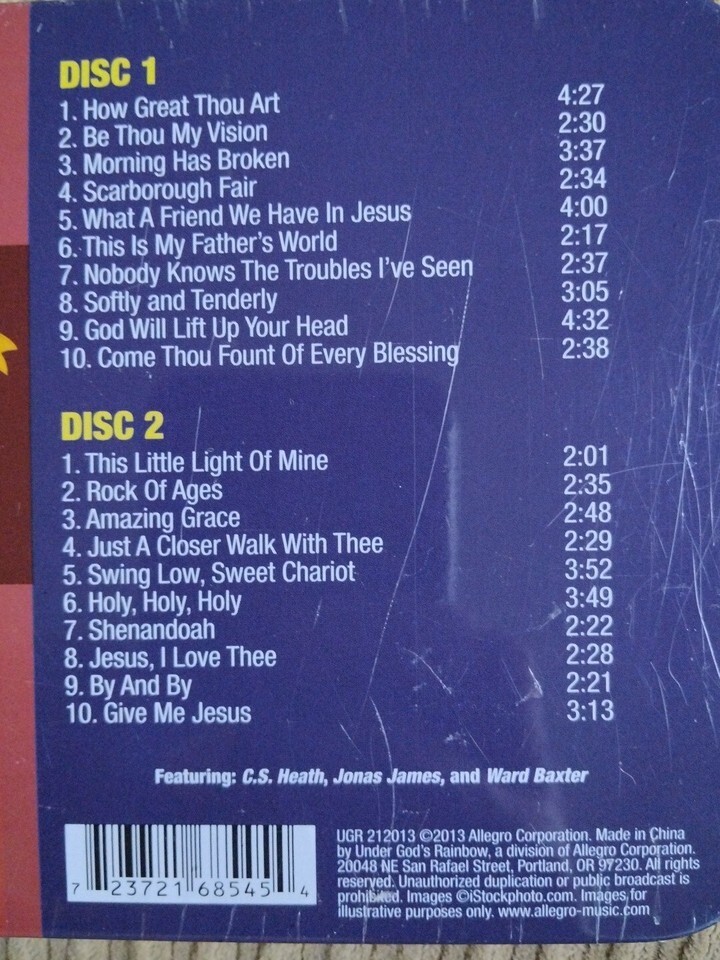 DISC 1
1. How Great Thou Art 4:27
2. Be Thou My Vision 2:30
3. Morning Has Broken 3:37
4. Scarborough Fair 2:34
5. What A Friend We Have In Jesus 4:00
6. This Is My Father's World 2:17
7. Nobody Knows The Troubles I've Seen 2:37
8. Softly and Tenderly 3:05
9. God Will Lift Up Your Head 4:32
10. Come Thou Fount Of Every Blessing 2:38
DISC 2
1. This Little Light Of Mine 2:01
2. Rock Of Ages 2:35
3. Amazing Grace 2:48
4. Just A Closer Walk With Thee 2:29
5. Swing Low, Sweet Chariot 3:52
6. Holy, Holy, Holy 3:49
7. Shenandoah 2:22
8. Jesus, I Love Thee 2:28
9. By And By 2:21
10. Give Me Jesus 3:13
Featuring: C.S. Heath, Jonas James, and Ward Baxter
7 23721 68545 4
UGR 212013 ©2013 Allegro Corporation. Made in China
by Under God's Rainbow, a division of Allegro Corporation.
20048 NE San Rafael Street, Portland, OR 97230. All rights
reserved. Unauthorized duplication or public broadcast is
prohibited. Images ©iStockphoto.com. Images for
illustrative purposes only. www.allegro-music.com